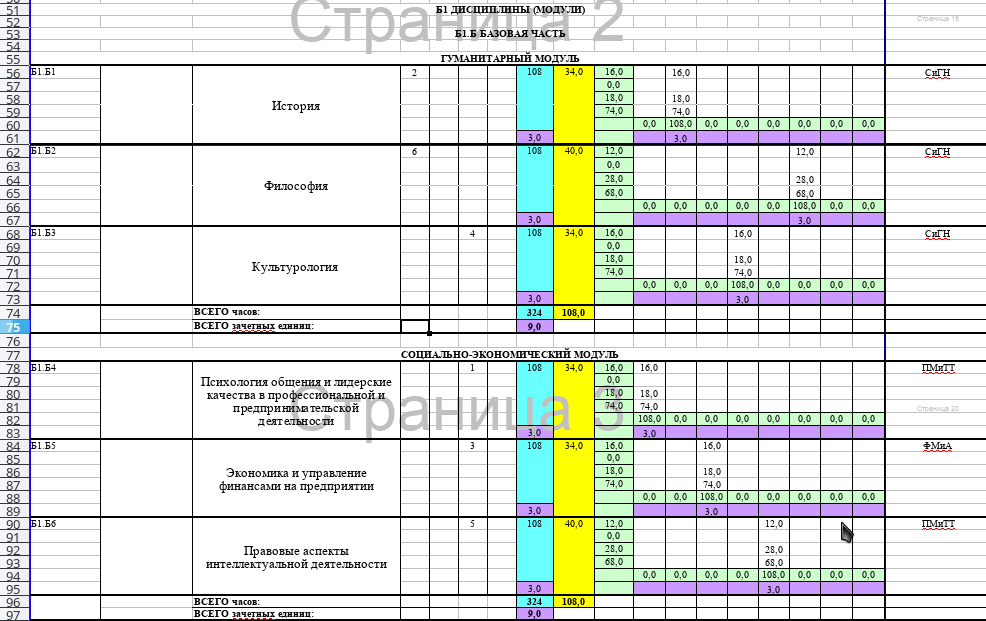 51 Б1 ДИСЦИПЛИНЫ (МОДУЛИ)
Страница 2
Страница 19
52
53 Б1.Б БАЗОВАЯ ЧАСТЬ
54
55 ГУМАНИТАРНЫЙ МОДУЛЬ
56 Б1.Б1 2 108 34,0 16,0 16,0 СиГН
57 0,0
58 18,0 18,0
История
59 74,0 74,0
60 0,0 108,0 0,0 0,0 0,0 0,0 0,0 0,0
61 3,0 3,0
62 Б1.Б2 6 108 40,0 12,0 12,0 СиГН
63 0,0
64 28,0 28,0
Философия
65 68,0 68,0
66 0,0 0,0 0,0 0,0 0,0 108,0 0,0 0,0
67 3,0 3,0
68 Б1.Б3 4 108 34,0 16,0 16,0 СиГН
69 0,0
70 18,0 18,0
Культурология
71 74,0 74,0
72 0,0 0,0 0,0 108,0 0,0 0,0 0,0 0,0
73 3,0 3,0
74 ВСЕГО часов: 324 108,0
75 ВСЕГО зачетных единиц: 9,0
76
77 СОЦИАЛЬНО-ЭКОНОМИЧЕСКИЙ МОДУЛЬ
78 Б1.Б4 1 108 34,0 16,0 16,0 ПМиТТ
79 Психология общения и лидерские 0,0
80 качества в профессиональной и 18,0 18,0
81 предпринимательской 74,0 74,0
Страница 3
Страница 20
82 деятельности 108,0 0,0 0,0 0,0 0,0 0,0 0,0 0,0
83 3,0 3,0
84 Б1.Б5 3 108 34,0 16,0 16,0 ФМиА
85 0,0
86 Экономика и управление 18,0 18,0
87 финансами на предприятии 74,0 74,0
88 0,0 0,0 108,0 0,0 0,0 0,0 0,0 0,0
89 3,0 3,0
90 Б1.Б6 5 108 40,0 12,0 12,0 ПМиТТ
91 0,0
92 Правовые аспекты 28,0 28,0
93 интеллектуальной деятельности 68,0 68,0
94 0,0 0,0 0,0 0,0 108,0 0,0 0,0 0,0
95 3,0 3,0
96 ВСЕГО часов: 324 108,0
97 ВСЕГО зачетных единиц: 9,0